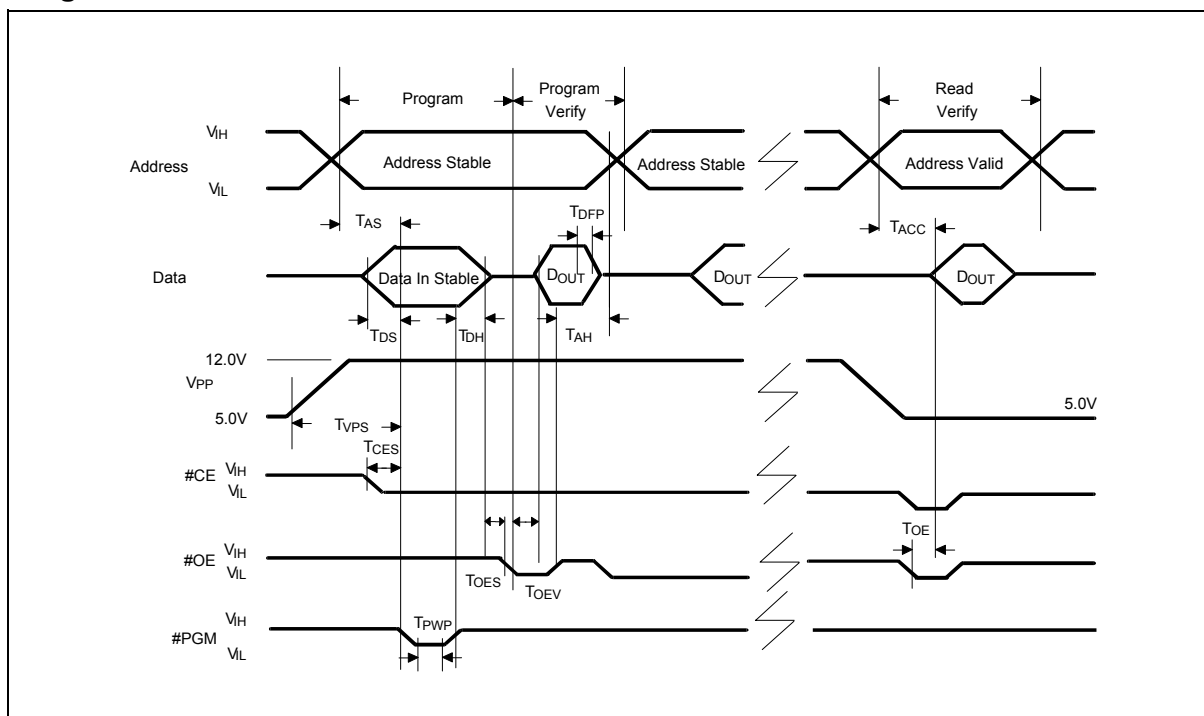 Program
Program
Verify
Read
Verify
VIH
Address
VIL
Address Stable
Address Stable
Address Valid
TAS
TDFP
TACC
Data
Data In Stable
DOUT
DOUT
DOUT
TDS
TDH
TAH
12.0V
VPP
5.0V
5.0V
TVPS
TCES
#CE
VIH
VIL
#OE
VIH
VIL
TOES
TOEV
TOE
#PGM
VIH
VIL
TPWP